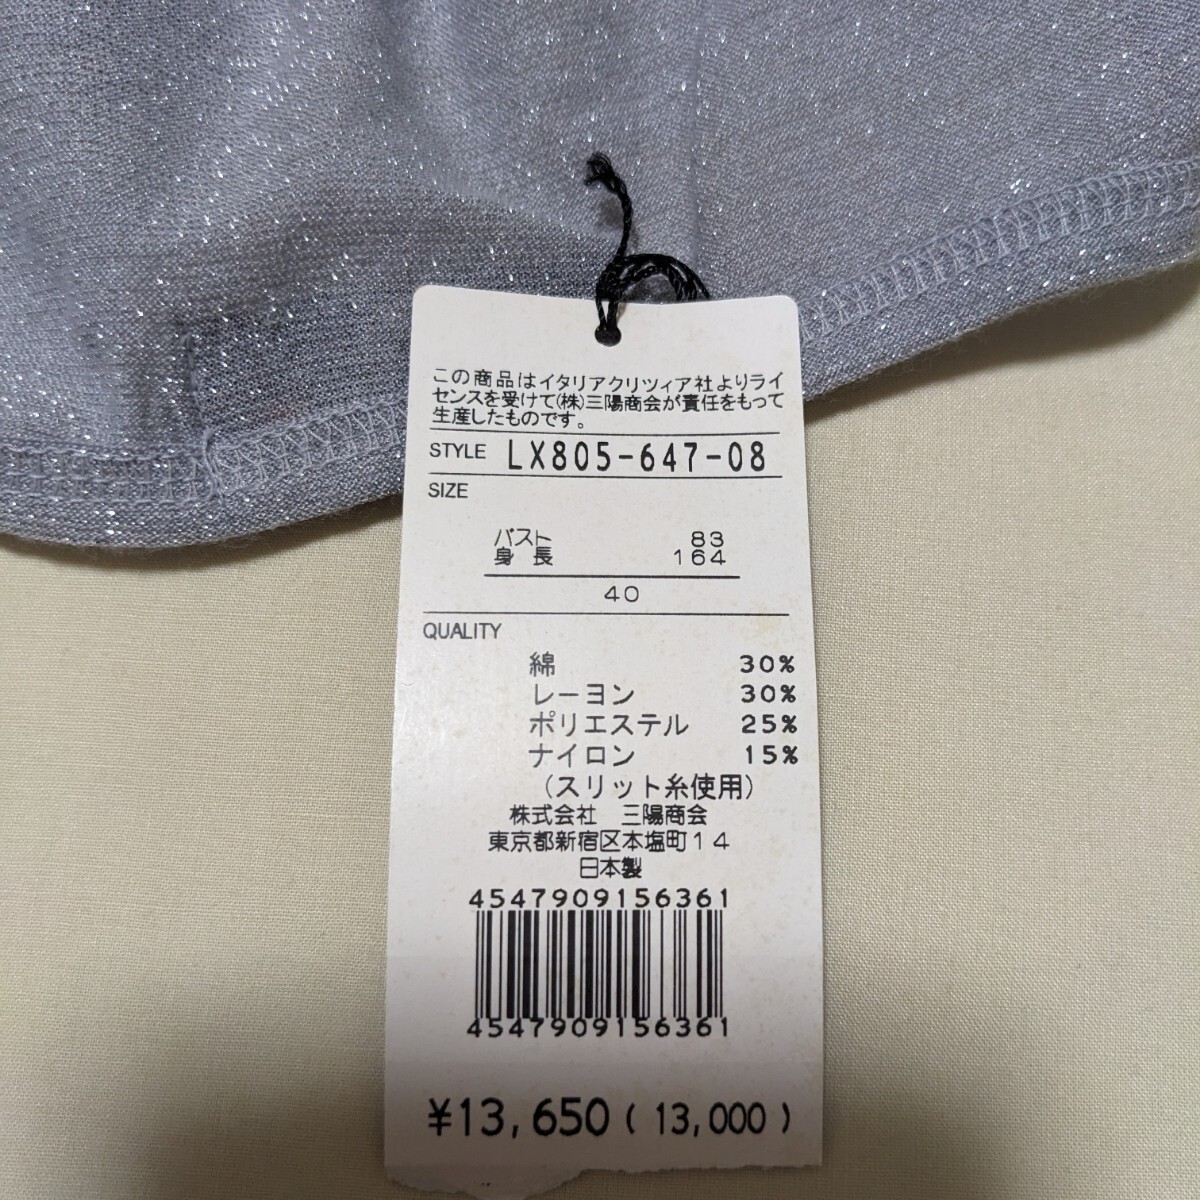 この商品はイタリアクリツィア社よりライ
センスを受けて(株)三陽商会が責任をもって
生産したものです。
STYLE LX805-647-08
SIZE
バスト 83
身長 164
40
QUALITY
綿 30%
レーヨン 30%
ポリエステル 25%
ナイロン 15%
(スリット糸使用)
株式会社 三陽商会
東京都新宿区本塩町14
日本製
4547909156361
4547909156361
¥13,650(13,000)